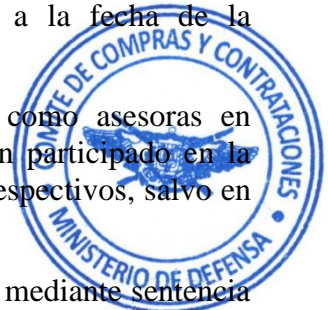 a la fecha de la
como asesoras en
n participado en la
espectivos, salvo en
mediante sentencia
COMITE DE COMPRAS Y CONTRATACIONES
MINISTERIO DE DEFENSA